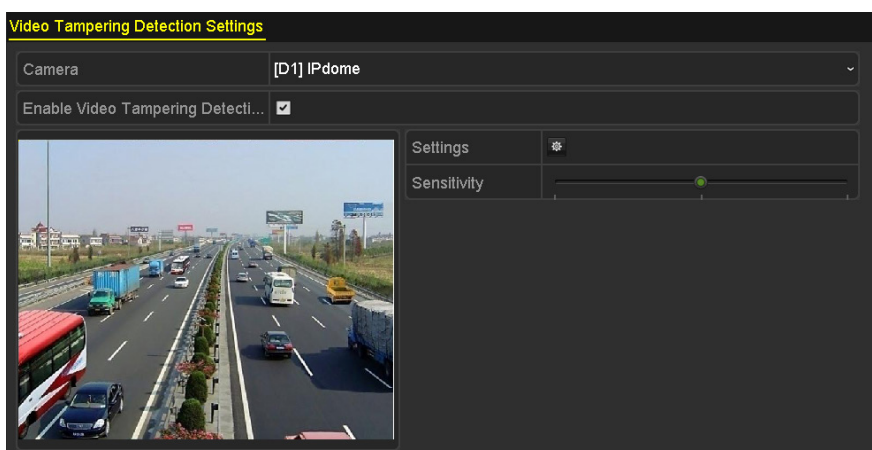 Video Tampering Detection Settings
Camera [D1] IPdome
Enable Video Tampering Detecti...
Settings
Sensitivity